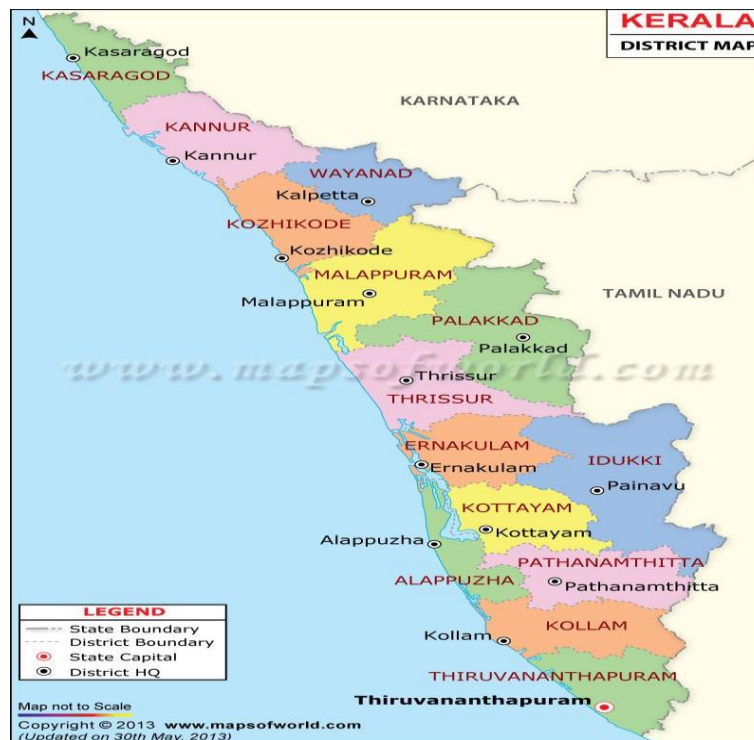 N
KERALA
DISTRICT MAP
Kasaragod
KASARAGOD
KARNATAKA
KANNUR
Kannur
WAYANAD
Kalpetta
KOZHIKODE
Kozhikode
MALAPPURAM
Malappuram
TAMIL NADU
PALAKKAD
Palakkad
www.mapsofworld.com
Thrissur
THRISSUR
ERNAKULAM
Ernakulam
IDUKKI
Painavu
KOTTAYAM
Kottayam
Alappuzha
PATHANAMTHITTA
ALAPPUZHA
Pathanamthitta
KOLLAM
Kollam
THIRUVANANTHAPURAM
Thiruvananthapuram
LEGEND
State Boundary
District Boundary
State Capital
District HQ
Map not to Scale
Copyright © 2013 www.mapsofworld.com
(Updated on 30th May, 2013)